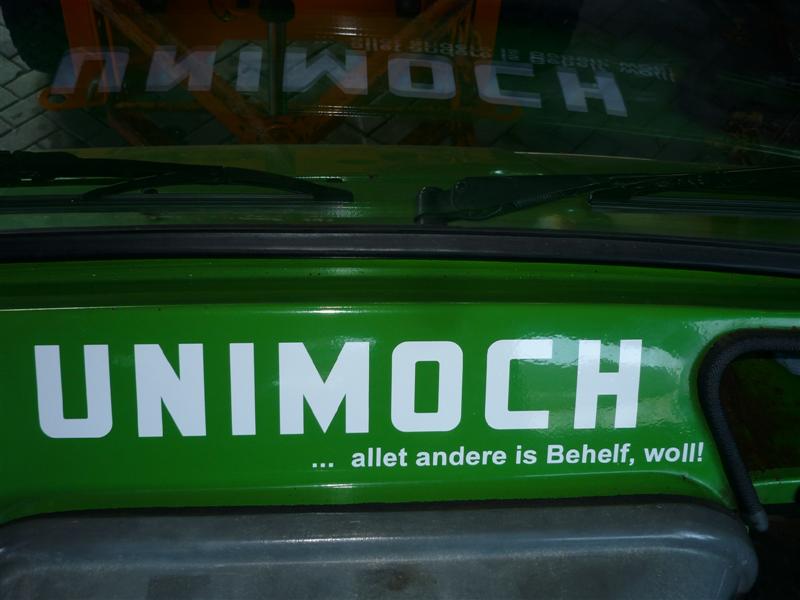 UNIMOCH
... allet andere is Behelf, woll!